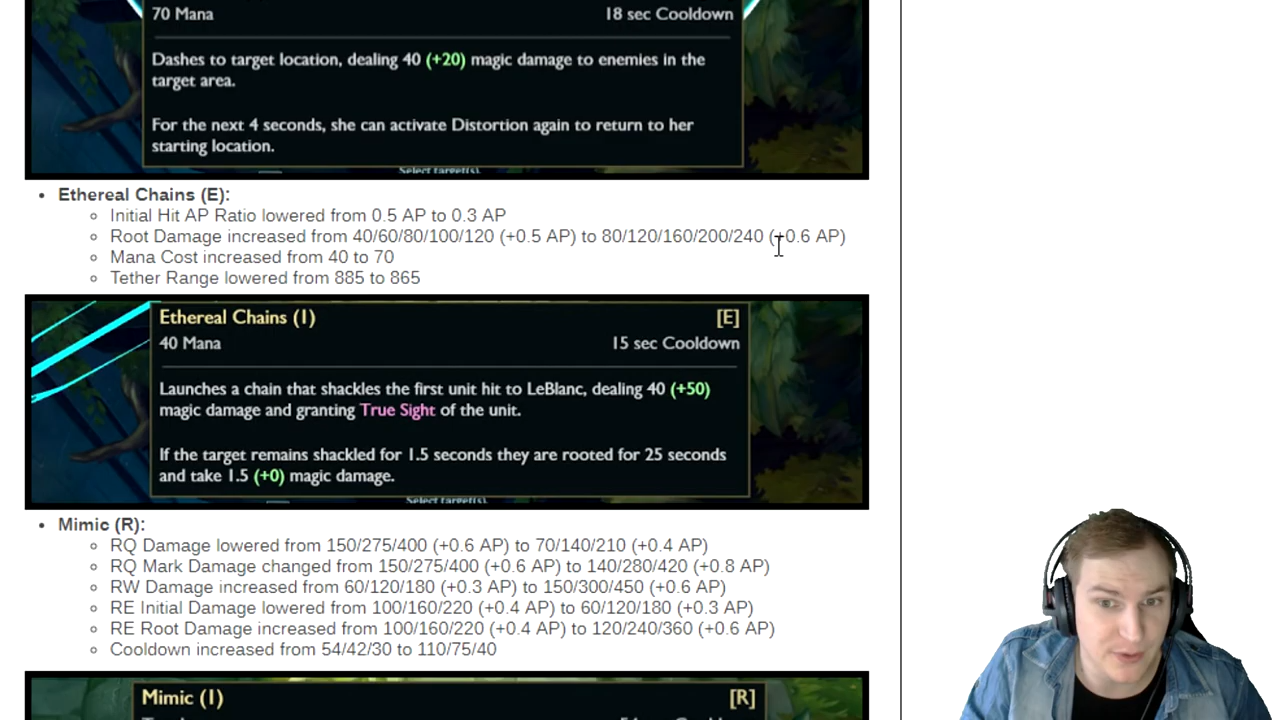 70 Mana 18 sec Cooldown
Dashes to target location, dealing 40 (+20) magic damage to enemies in the
target area.
For the next 4 seconds, she can activate Distortion again to return to her
starting location.
Select target(s).
• Ethereal Chains (E):
◦ Initial Hit AP Ratio lowered from 0.5 AP to 0.3 AP
◦ Root Damage increased from 40/60/80/100/120 (+0.5 AP) to 80/120/160/200/240 (+0.6 AP)
◦ Mana Cost increased from 40 to 70
◦ Tether Range lowered from 885 to 865
Ethereal Chains (1) [E]
40 Mana 15 sec Cooldown
Launches a chain that shackles the first unit hit to LeBlanc, dealing 40 (+50)
magic damage and granting True Sight of the unit.
If the target remains shackled for 1.5 seconds they are rooted for 25 seconds
and take 1.5 (+0) magic damage.
Select target(s).
• Mimic (R):
◦ RQ Damage lowered from 150/275/400 (+0.6 AP) to 70/140/210 (+0.4 AP)
◦ RQ Mark Damage changed from 150/275/400 (+0.6 AP) to 140/280/420 (+0.8 AP)
◦ RW Damage increased from 60/120/180 (+0.3 AP) to 150/300/450 (+0.6 AP)
◦ RE Initial Damage lowered from 100/160/220 (+0.4 AP) to 60/120/180 (+0.3 AP)
◦ RE Root Damage increased from 100/160/220 (+0.4 AP) to 120/240/360 (+0.6 AP)
◦ Cooldown increased from 54/42/30 to 110/75/40
Mimic (1) [R]